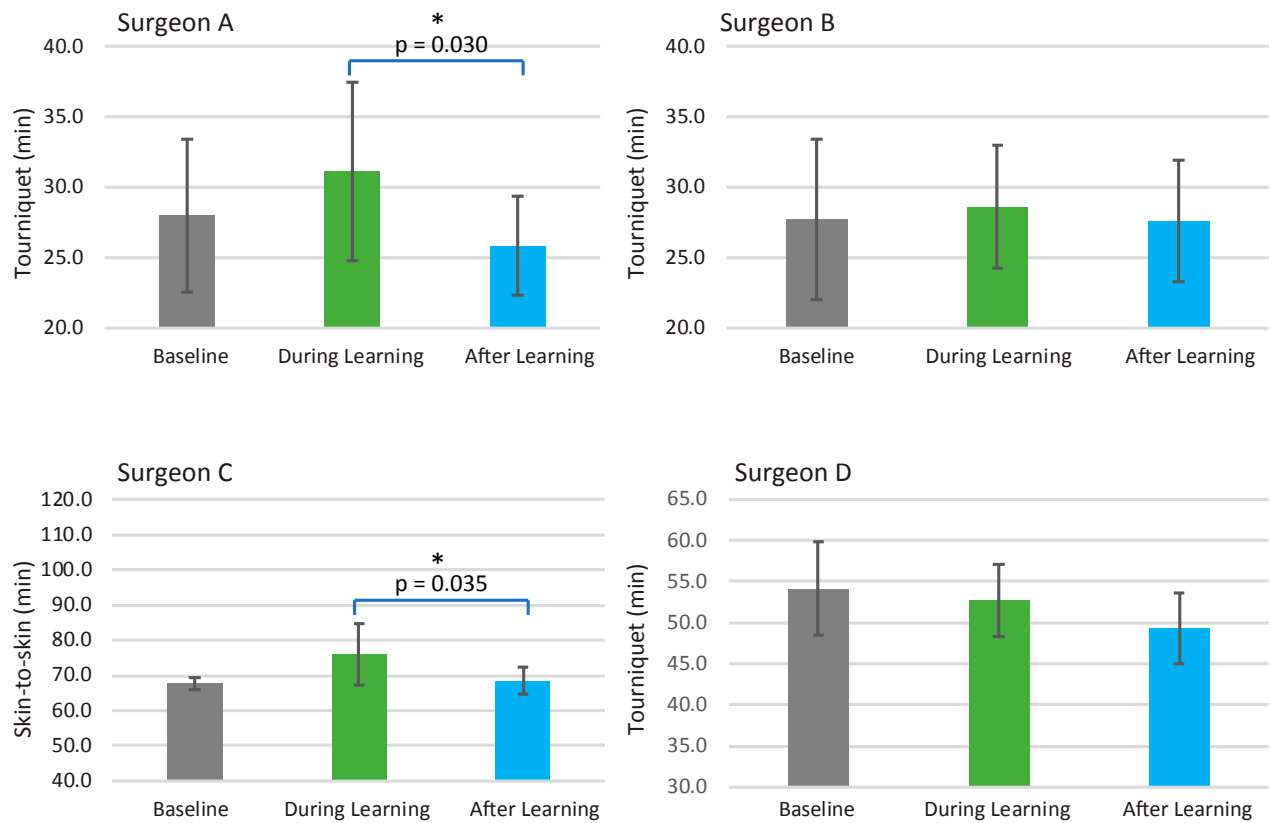 Surgeon A
*
p = 0.030
40.0
35.0
30.0
25.0
20.0
Tourniquet (min)
Baseline
During Learning
After Learning
Surgeon B
40.0
35.0
30.0
25.0
20.0
Tourniquet (min)
Baseline
During Learning
After Learning
Surgeon C
*
p = 0.035
120.0
110.0
100.0
90.0
80.0
70.0
60.0
50.0
40.0
Skin-to-skin (min)
Baseline
During Learning
After Learning
Surgeon D
65.0
60.0
55.0
50.0
45.0
40.0
35.0
30.0
Tourniquet (min)
Baseline
During Learning
After Learning